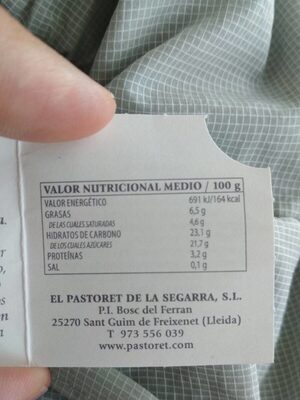 VALOR NUTRICIONAL MEDIO / 100 g
VALOR ENERGÉTICO 691 kJ/164 kcal
GRASAS 6,5 g
DE LAS CUALES SATURADAS 4,6 g
HIDRATOS DE CARBONO 23,1 g
DE LOS CUALES AZÚCARES 21,7 g
PROTEÍNAS 3,2 g
SAL 0,1 g
EL PASTORET DE LA SEGARRA, S.L.
P.I. Bosc del Ferran
25270 Sant Guim de Freixenet (Lleida)
T 973 556 039
www.pastoret.com